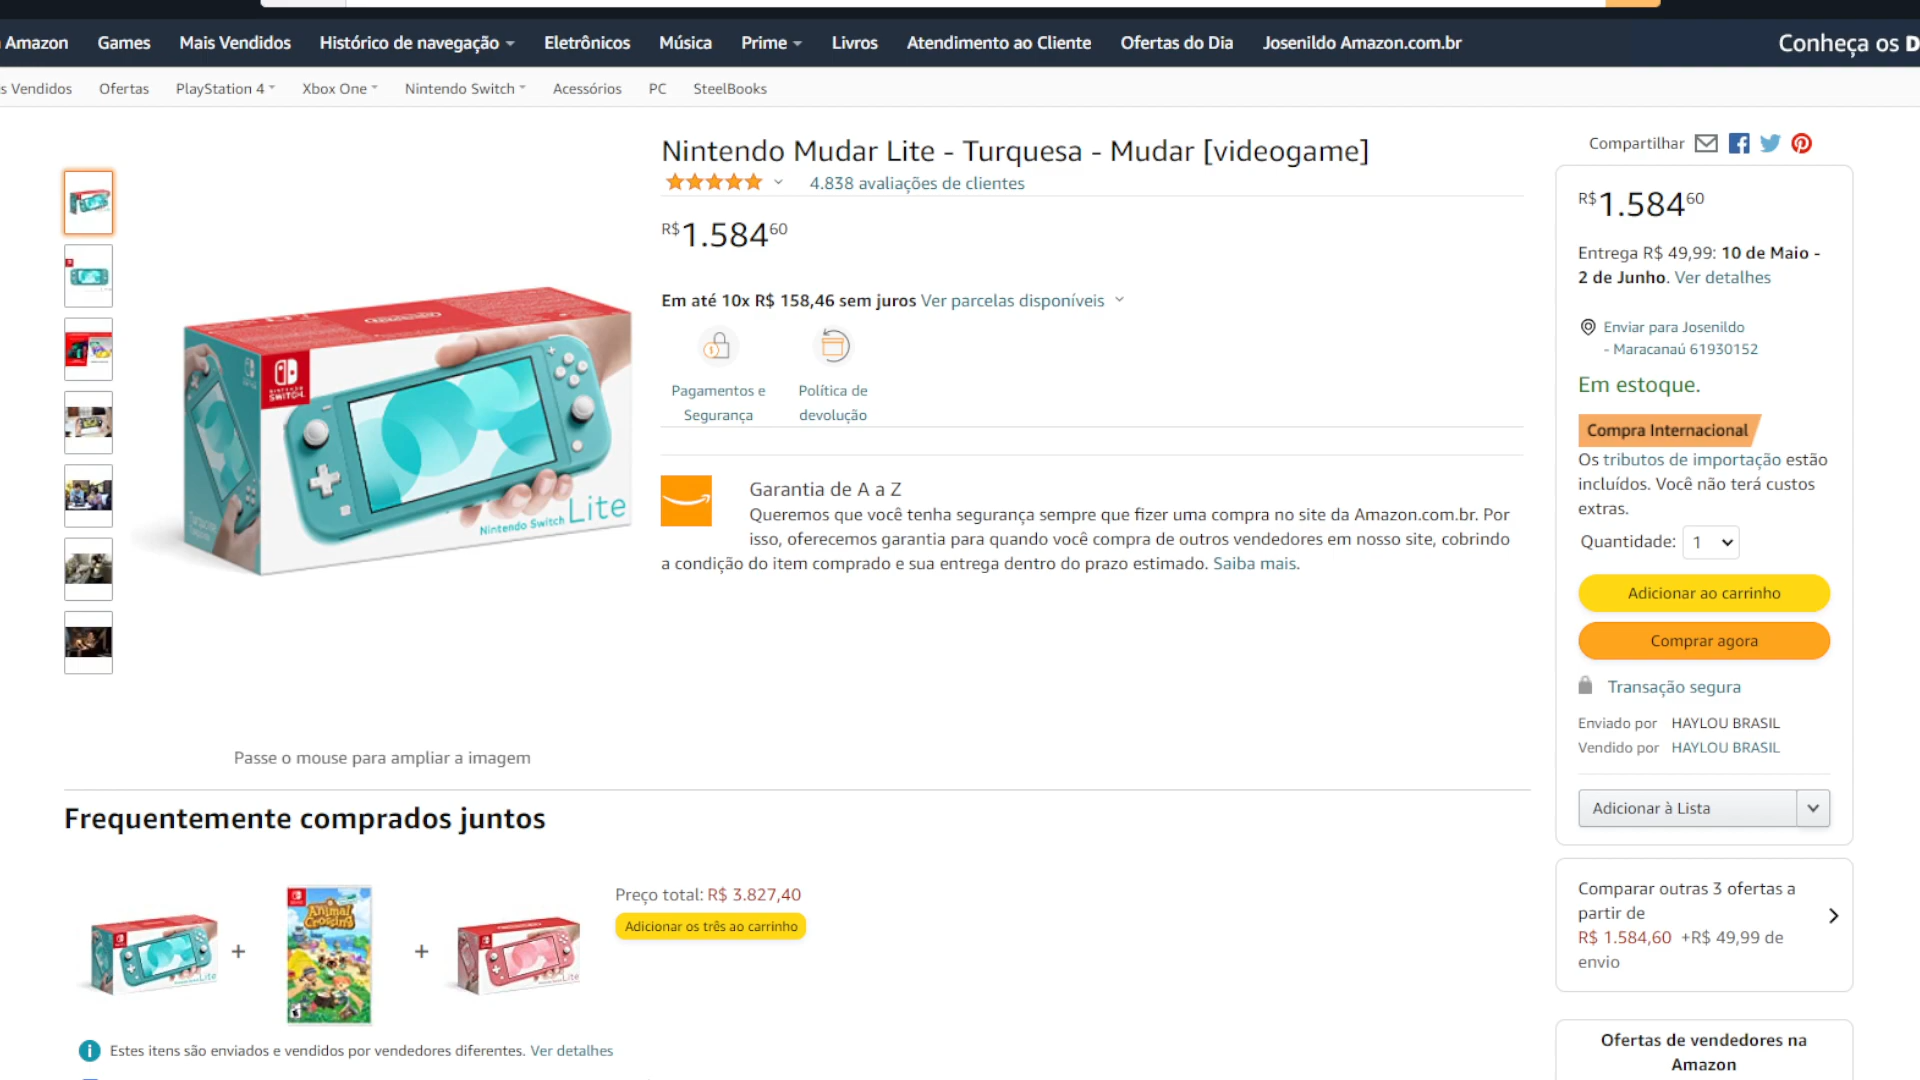 Amazon
Games
Mais Vendidos
Histórico de navegação
Eletrônicos
Música
Prime
Livros
Atendimento ao Cliente
Ofertas do Dia
Josenildo Amazon.com.br
Conheça os D
s Vendidos
Ofertas
PlayStation 4
Xbox One
Nintendo Switch
Acessórios
PC
SteelBooks
Nintendo Mudar Lite - Turquesa - Mudar [videogame]
4.838 avaliações de clientes
R$ 1.584 60
Em até 10x R$ 158,46 sem juros Ver parcelas disponíveis
Pagamentos e
Segurança
Política de
devolução
Garantia de A a Z
Queremos que você tenha segurança sempre que fizer uma compra no site da Amazon.com.br. Por
isso, oferecemos garantia para quando você compra de outros vendedores em nosso site, cobrindo
a condição do item comprado e sua entrega dentro do prazo estimado. Saiba mais.
NINTENDO
SWITCH
Nintendo Switch Lite
Passe o mouse para ampliar a imagem
Compartilhar
R$ 1.584 60
Entrega R$ 49,99: 10 de Maio -
2 de Junho. Ver detalhes
Enviar para Josenildo
- Maracanaú 61930152
Em estoque.
Compra Internacional
Os tributos de importação estão
incluídos. Você não terá custos
extras.
Quantidade: 1
Adicionar ao carrinho
Comprar agora
Transação segura
Enviado por HAYLOU BRASIL
Vendido por HAYLOU BRASIL
Adicionar à Lista
Comparar outras 3 ofertas a
partir de
R$ 1.584,60 +R$ 49,99 de
envio
Ofertas de vendedores na
Amazon
Frequentemente comprados juntos
Lite
+
Animal
Crossing
+
Lite
Preço total: R$ 3.827,40
Adicionar os três ao carrinho
Estes itens são enviados e vendidos por vendedores diferentes. Ver detalhes